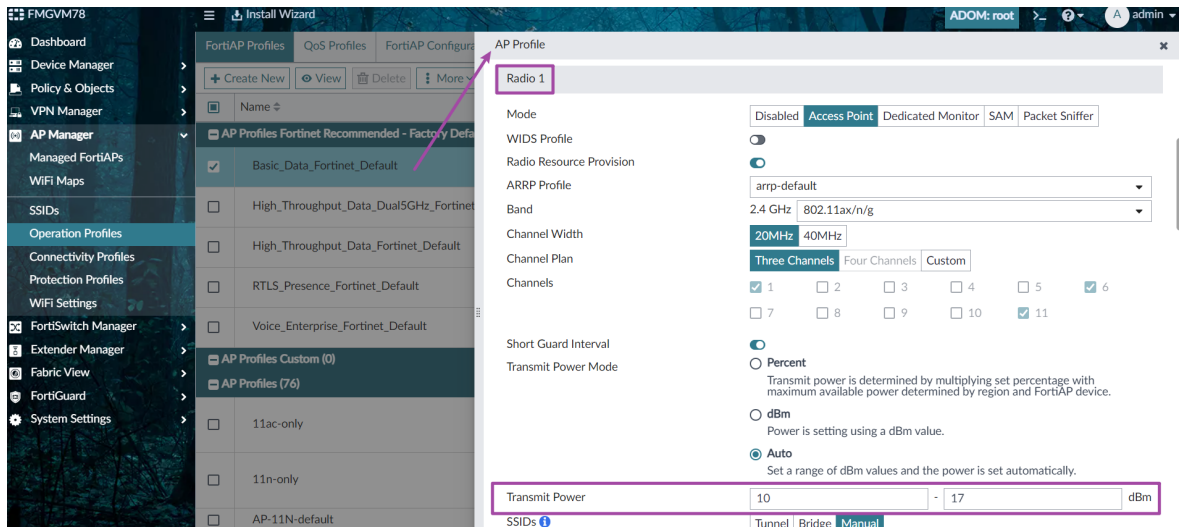 FMGVM78
Install Wizard
ADOM: root
>_
A admin
Dashboard
Device Manager
Policy & Objects
VPN Manager
AP Manager
Managed FortiAPs
WiFi Maps
SSIDs
Operation Profiles
Connectivity Profiles
Protection Profiles
WiFi Settings
FortiSwitch Manager
Extender Manager
Fabric View
FortiGuard
System Settings
FortiAP Profiles QoS Profiles FortiAP Configura
+ Create New View Delete More
Name
AP Profiles Fortinet Recommended - Factory Defa
Basic_Data_Fortinet_Default
High_Throughput_Data_Dual5GHz_Fortinet
High_Throughput_Data_Fortinet_Default
RTLS_Presence_Fortinet_Default
Voice_Enterprise_Fortinet_Default
AP Profiles Custom (0)
AP Profiles (76)
11ac-only
11n-only
AP-11N-default
AP Profile
Radio 1
Mode Disabled Access Point Dedicated Monitor SAM Packet Sniffer
WIDS Profile
Radio Resource Provision
ARRP Profile arrp-default
Band 2.4 GHz 802.11ax/n/g
Channel Width 20MHz 40MHz
Channel Plan Three Channels Four Channels Custom
Channels 1 2 3 4 5 6
7 8 9 10 11
Short Guard Interval
Transmit Power Mode Percent
Transmit power is determined by multiplying set percentage with
maximum available power determined by region and FortiAP device.
dBm
Power is setting using a dBm value.
Auto
Set a range of dBm values and the power is set automatically.
Transmit Power 10 - 17 dBm
SSIDs Tunnel Bridge Manual